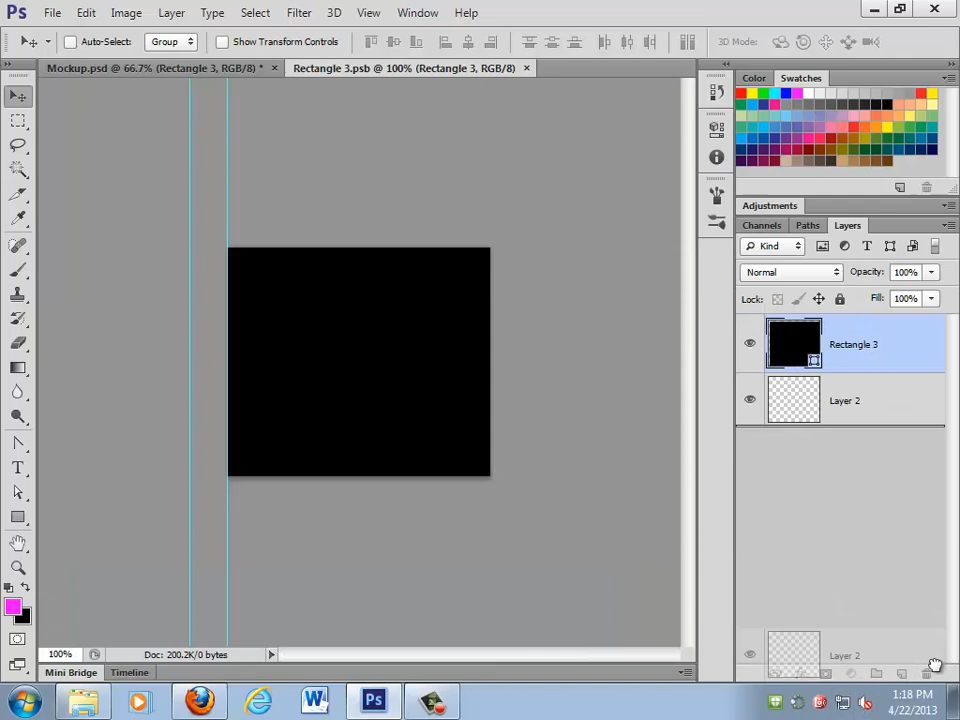 Ps File Edit Image Layer Type Select Filter 3D View Window Help
Auto-Select: Group Show Transform Controls 3D Mode:
Mockup.psd @ 66.7% (Rectangle 3, RGB/8) * × Rectangle 3.psb @ 100% (Rectangle 3, RGB/8) ×
Color Swatches
Adjustments
Channels Paths Layers
Kind
Normal Opacity: 100%
Lock: Fill: 100%
Rectangle 3
Layer 2
T
Layer 2
100% Doc: 200.2K/0 bytes
Mini Bridge Timeline
W Ps 1:18 PM
4/22/2013